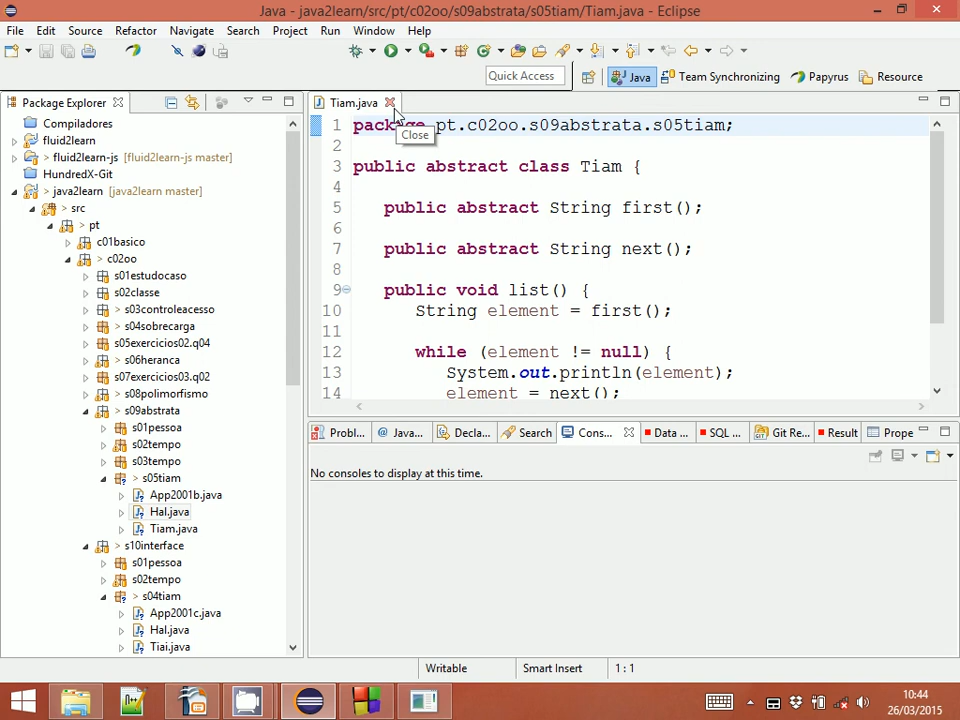 Java - java2learn/src/pt/c02oo/s09abstrata/s05tiam/Tiam.java - Eclipse
File Edit Source Refactor Navigate Search Project Run Window Help
Quick Access Java Team Synchronizing Papyrus Resource
Package Explorer
Compiladores
fluid2learn
> fluid2learn-js [fluid2learn-js master]
HundredX-Git
> java2learn [java2learn master]
> src
> pt
c01basico
> c02oo
s01estudocaso
s02classe
> s03controleacesso
> s04sobrecarga
s05exercicios02.q04
> s06heranca
s07exercicios03.q02
> s08polimorfismo
> s09abstrata
s01pessoa
> s02tempo
> s03tempo
> s05tiam
App2001b.java
Hal.java
Tiam.java
> s10interface
s01pessoa
> s02tempo
> s04tiam
App2001c.java
Hal.java
Tiai.java
Tiam.java
Close
1 package pt.c02oo.s09abstrata.s05tiam;
2
3 public abstract class Tiam {
4
5 public abstract String first();
6
7 public abstract String next();
8
9 public void list() {
10 String element = first();
11
12 while (element != null) {
13 System.out.println(element);
14 element = next();
Probl... @ Java... Decla... Search Cons... Data ... SQL ... Git Re... Result Prope
No consoles to display at this time.
Writable Smart Insert 1 : 1
10:44
26/03/2015